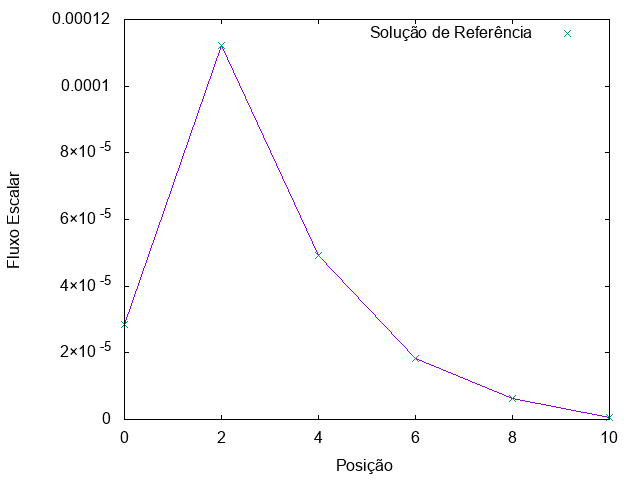 0.00012
Solução de Referência
0.0001
8×10 -5
6×10 -5
4×10 -5
2×10 -5
0
0 2 4 6 8 10
Posição
Fluxo Escalar